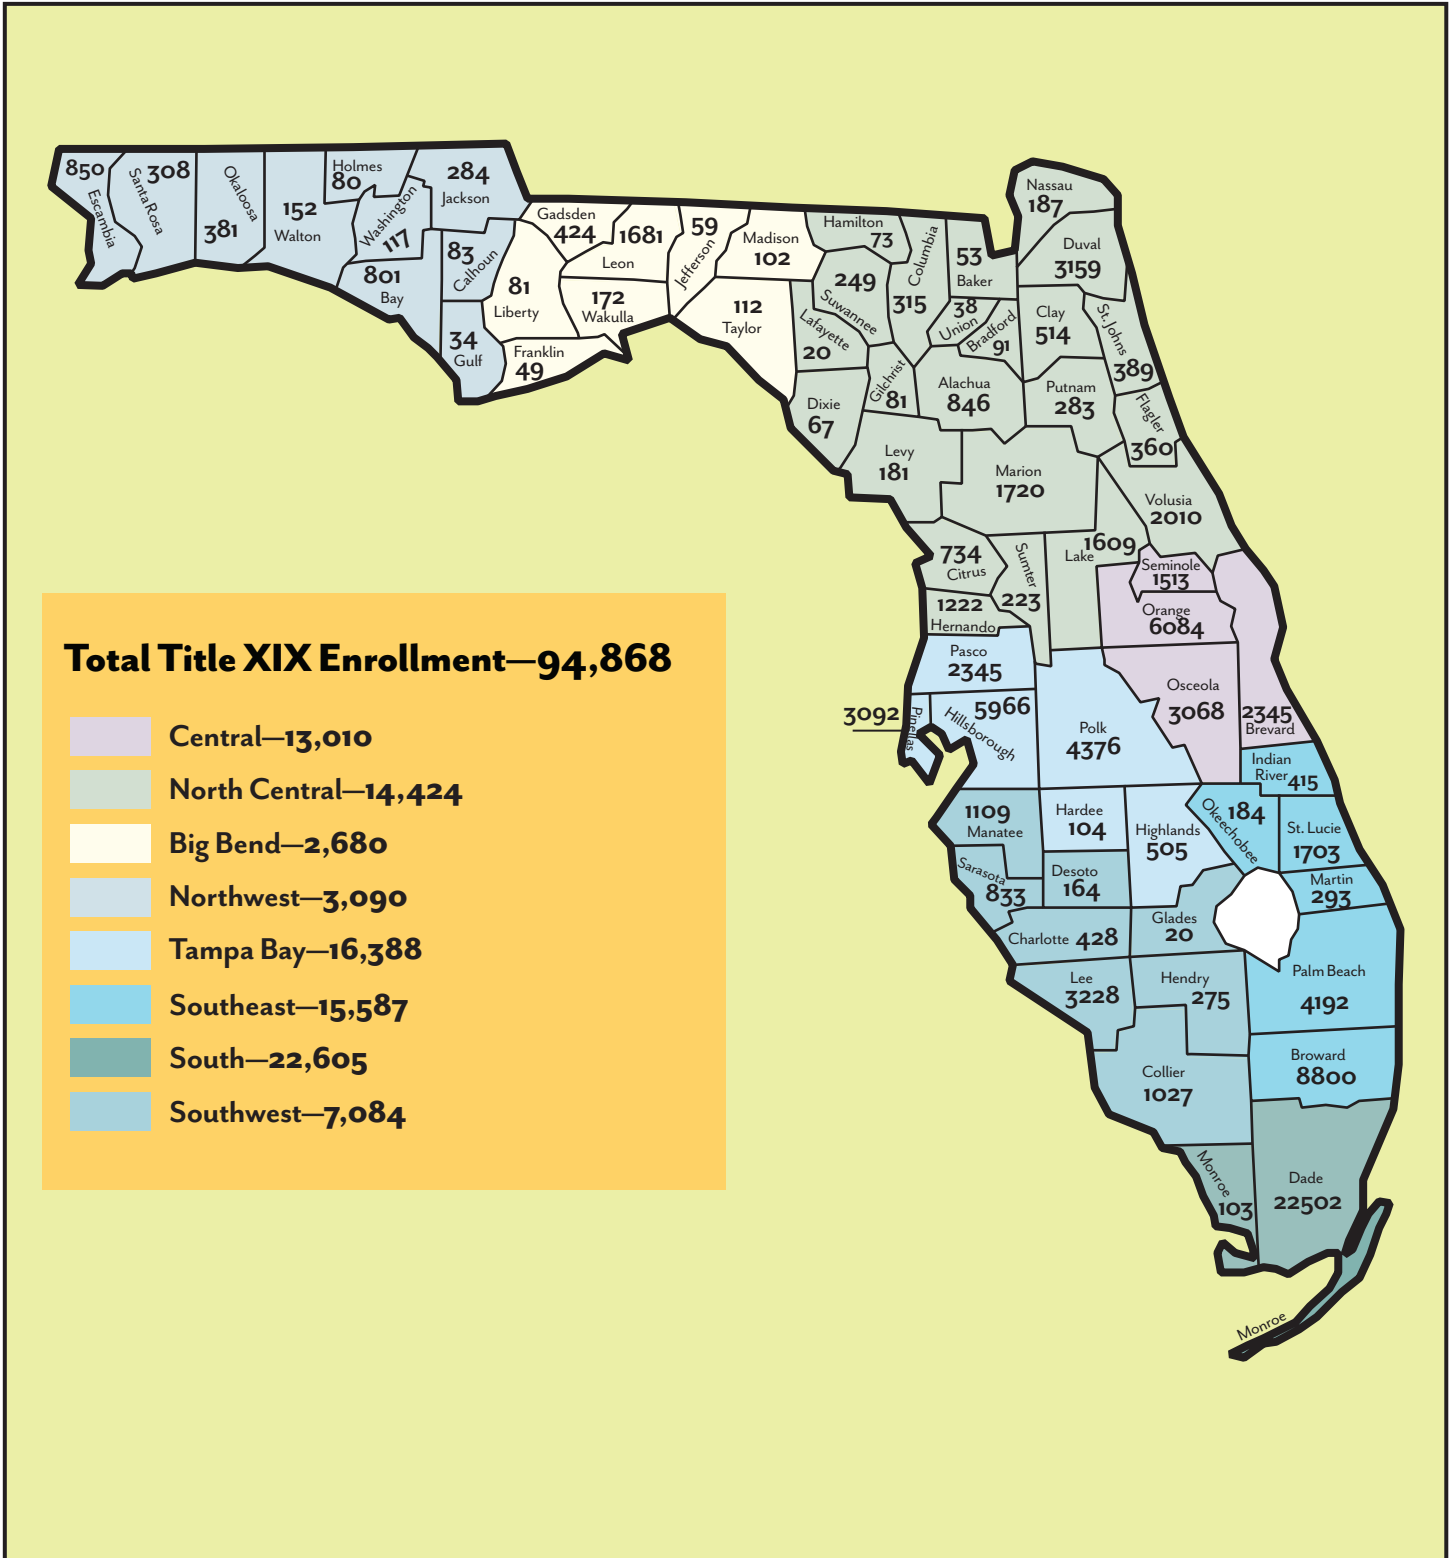 850
Escambia
308
Santa Rosa
Okaloosa
381
152
Walton
Holmes
80
Washington
117
284
Jackson
801
Bay
83
Calhoun
34
Gulf
Gadsden
424
1681
Leon
81
Liberty
172
Wakulla
Franklin
49
59
Jefferson
Madison
102
112
Taylor
Hamilton
73
249
Suwannee
Lafayette
20
Dixie
67
Columbia
315
53
Baker
38
Union
Bradford
91
Nassau
187
Duval
3159
Clay
514
St. Johns
389
Gilchrist
81
Alachua
846
Putnam
283
Flagler
360
Levy
181
Marion
1720
Volusia
2010
734
Citrus
Sumter
223
Lake
1609
Seminole
1513
Orange
6084
1222
Hernando
Pasco
2345
3092
Pinellas
5966
Hillsborough
Polk
4376
Osceola
3068
2345
Brevard
Indian
River 415
1109
Manatee
Hardee
104
Highlands
505
184
Okeechobee
St. Lucie
1703
Sarasota
833
Desoto
164
Martin
293
Charlotte 428
Glades
20
Lee
3228
Hendry
275
Palm Beach
4192
Collier
1027
Broward
8800
Monroe
103
Dade
22502
Monroe
Total Title XIX Enrollment—94,868
Central—13,010
North Central—14,424
Big Bend—2,680
Northwest—3,090
Tampa Bay—16,388
Southeast—15,587
South—22,605
Southwest—7,084